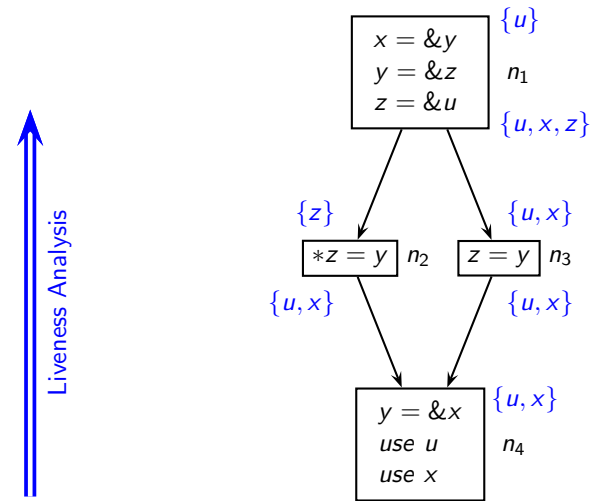 {u}
x = &y
y = &z
z = &u
n₁
{u, x, z}
Liveness Analysis
{z}
{u, x}
*z = y
n₂
z = y
n₃
{u, x}
{u, x}
{u, x}
y = &x
use u
use x
n₄